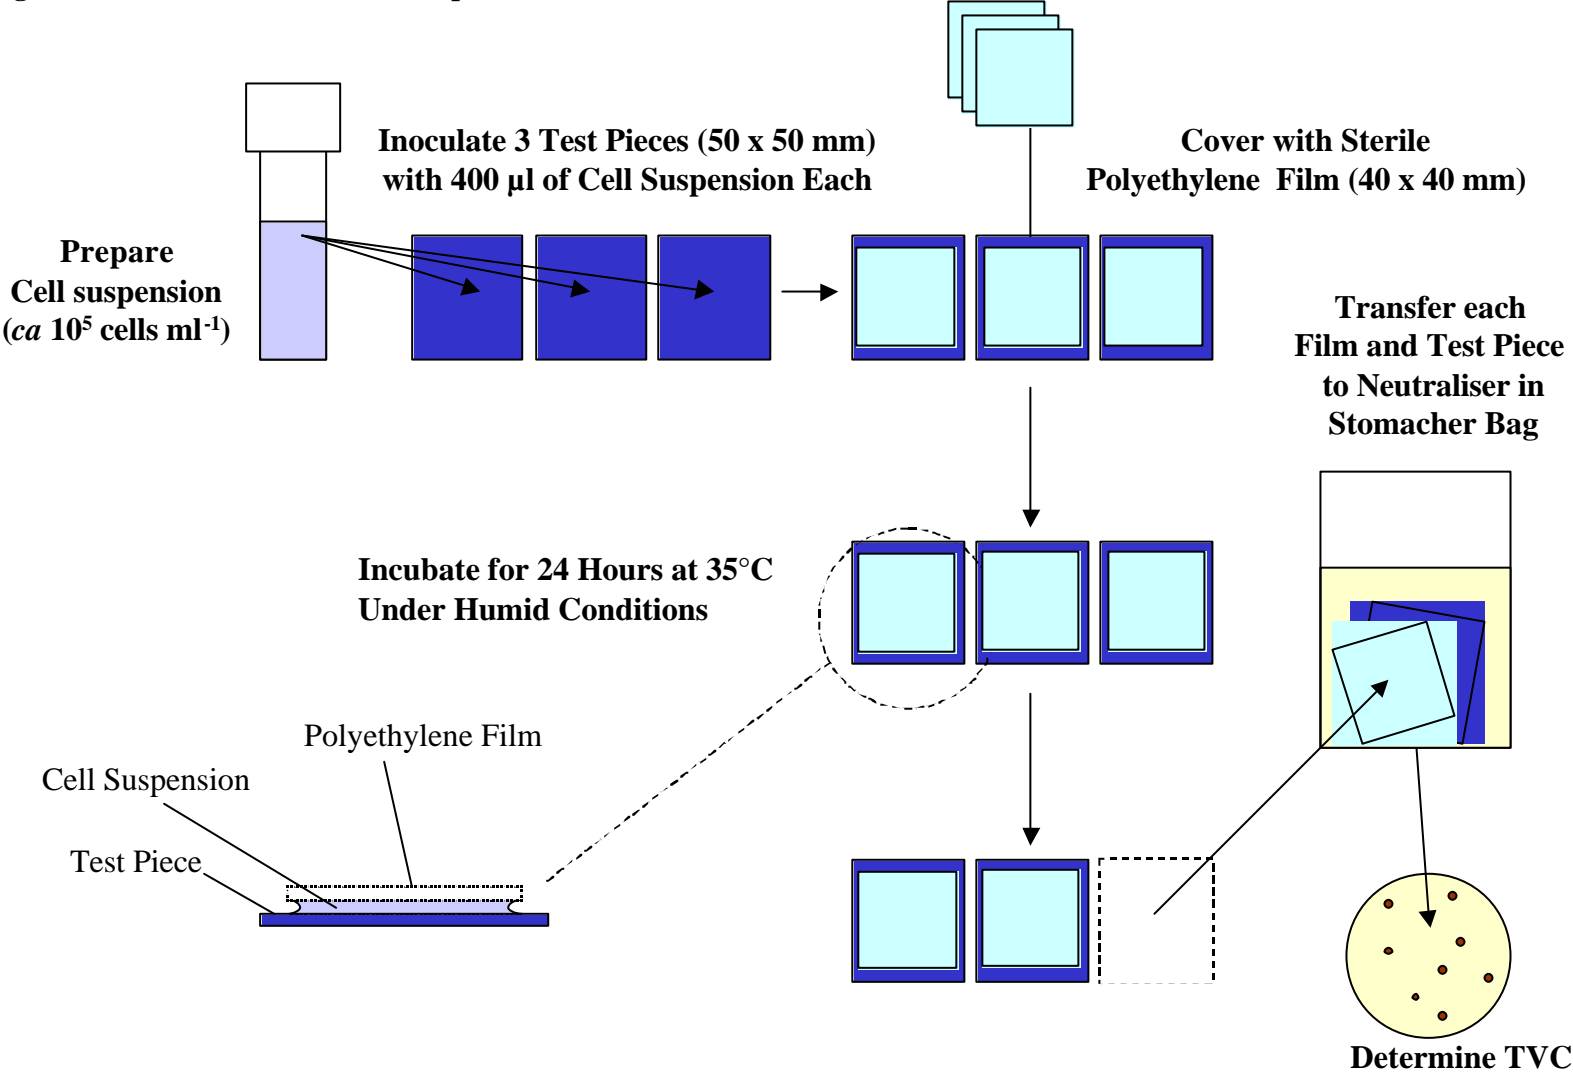 Inoculate 3 Test Pieces (50 x 50 mm)
with 400 µl of Cell Suspension Each
Cover with Sterile
Polyethylene Film (40 x 40 mm)
Prepare
Cell suspension
(ca 10⁵ cells ml⁻¹)
Transfer each
Film and Test Piece
to Neutraliser in
Stomacher Bag
Incubate for 24 Hours at 35°C
Under Humid Conditions
Polyethylene Film
Cell Suspension
Test Piece
Determine TVC